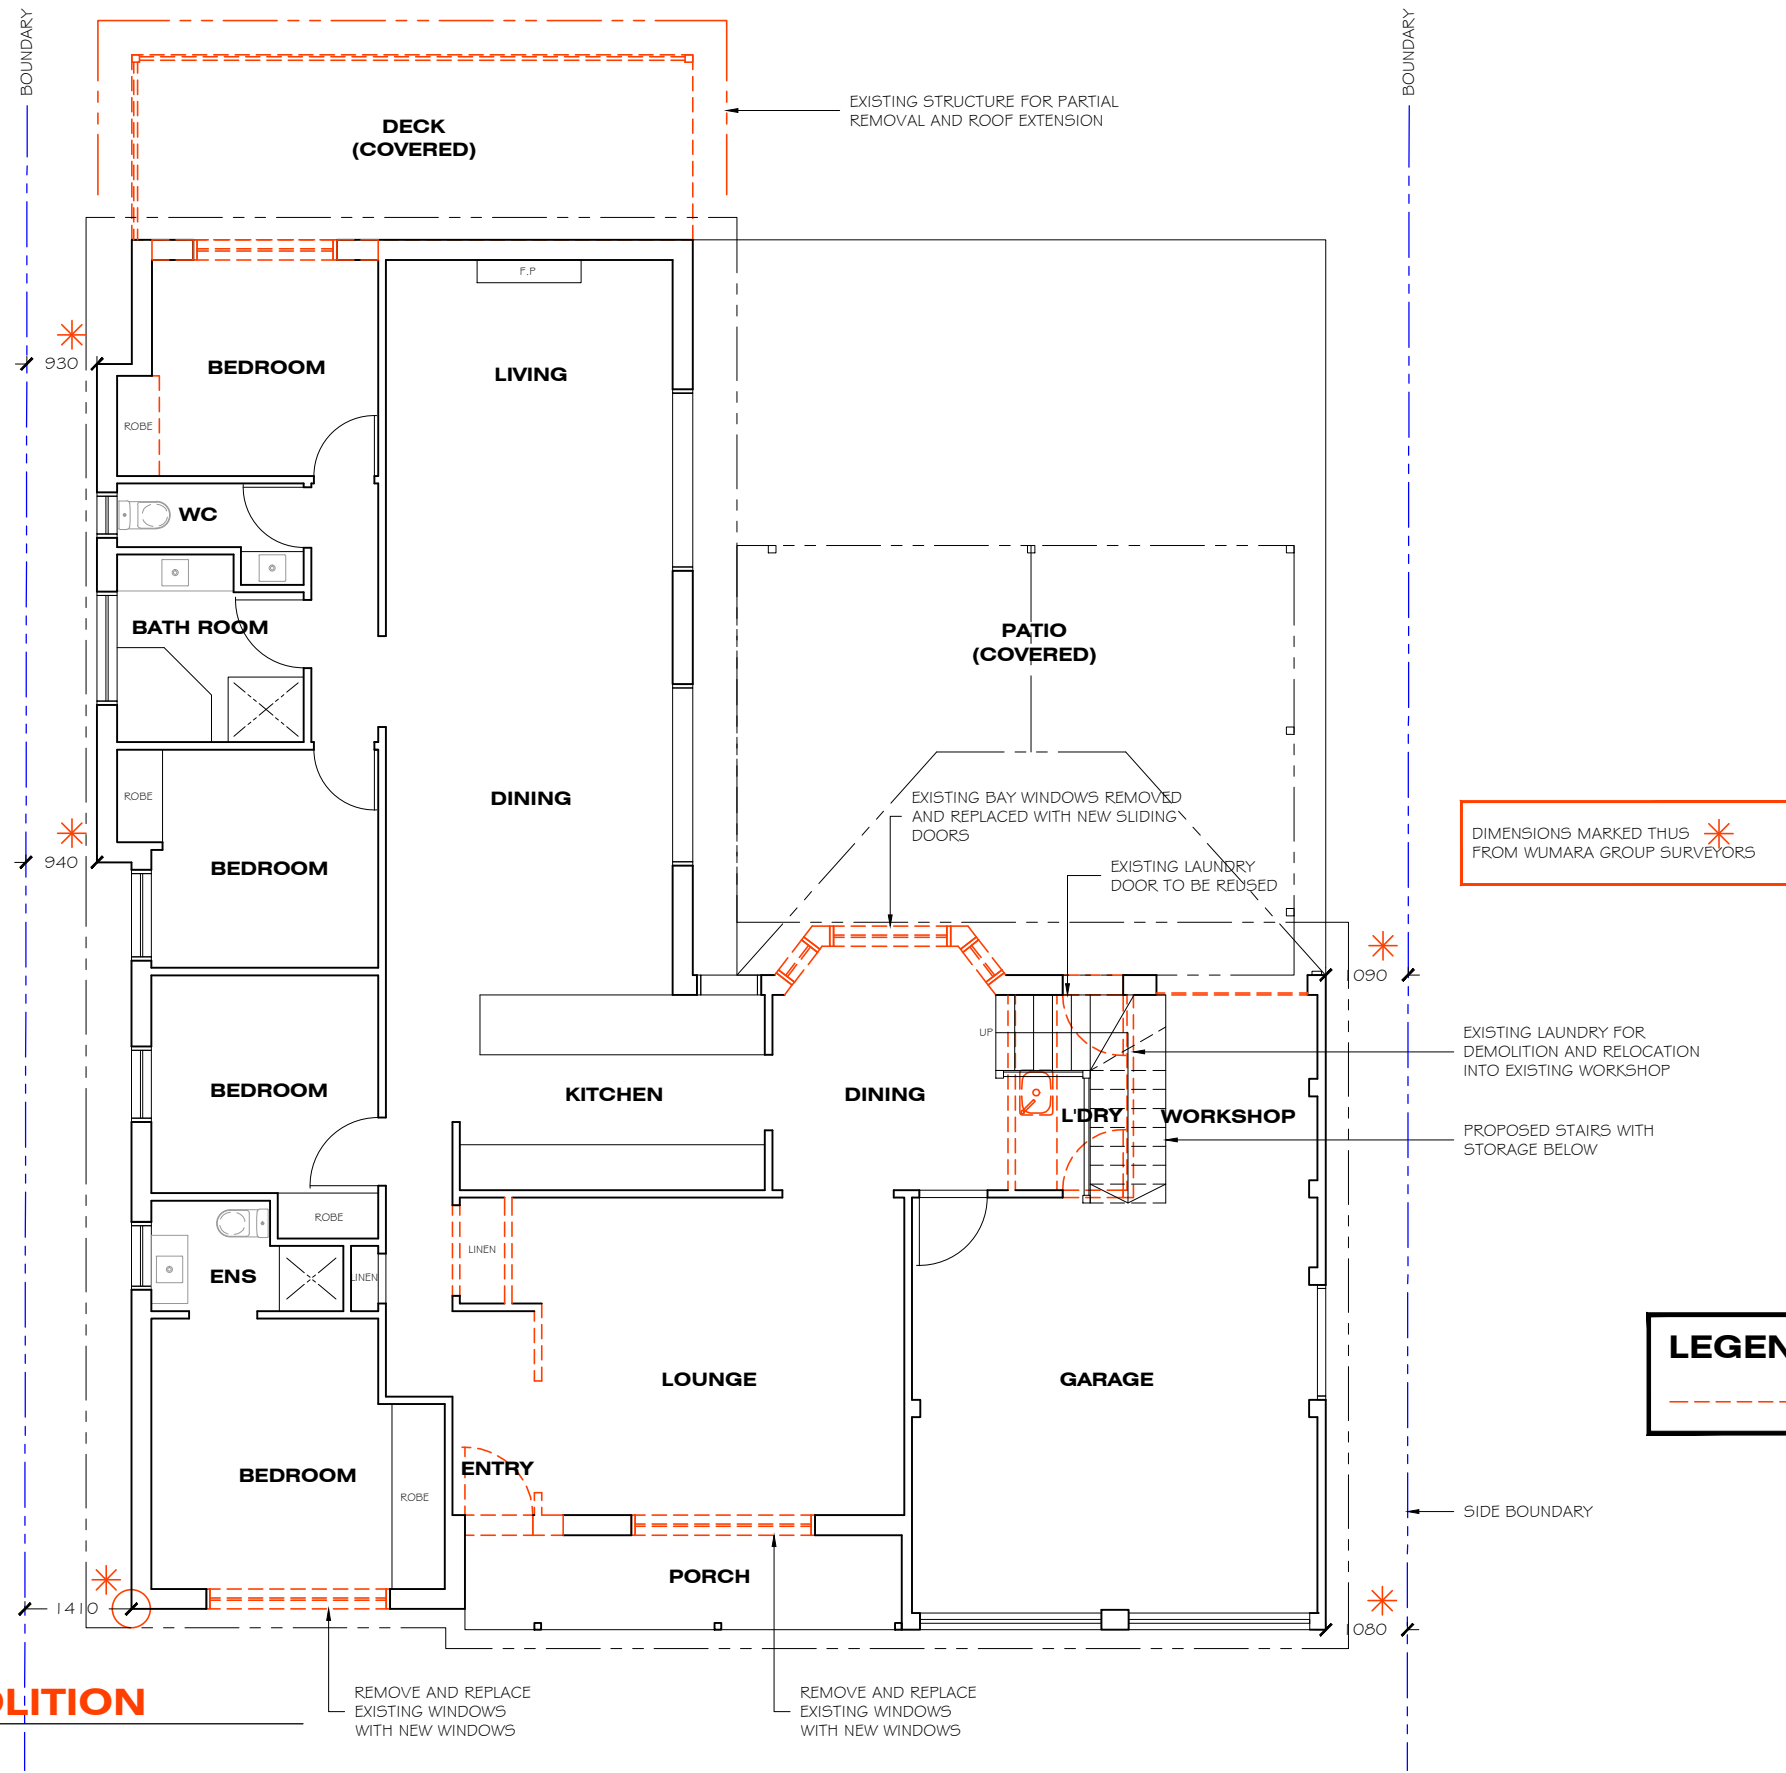 BOUNDARY
BOUNDARY
EXISTING STRUCTURE FOR PARTIAL
REMOVAL AND ROOF EXTENSION
DECK
(COVERED)
F.P
930
BEDROOM
LIVING
ROBE
WC
BATH ROOM
PATIO
(COVERED)
ROBE
DINING
EXISTING BAY WINDOWS REMOVED
AND REPLACED WITH NEW SLIDING
DOORS
DIMENSIONS MARKED THUS
FROM WUMARA GROUP SURVEYORS
940
BEDROOM
EXISTING LAUNDRY
DOOR TO BE REUSED
1090
UP
EXISTING LAUNDRY FOR
DEMOLITION AND RELOCATION
INTO EXISTING WORKSHOP
BEDROOM
KITCHEN
DINING
L'DRY
WORKSHOP
PROPOSED STAIRS WITH
STORAGE BELOW
ROBE
LINEN
ENS
LINEN
LEGEN
LOUNGE
GARAGE
BEDROOM
ENTRY
ROBE
SIDE BOUNDARY
PORCH
1410
1080
OLITION
REMOVE AND REPLACE
EXISTING WINDOWS
WITH NEW WINDOWS
REMOVE AND REPLACE
EXISTING WINDOWS
WITH NEW WINDOWS